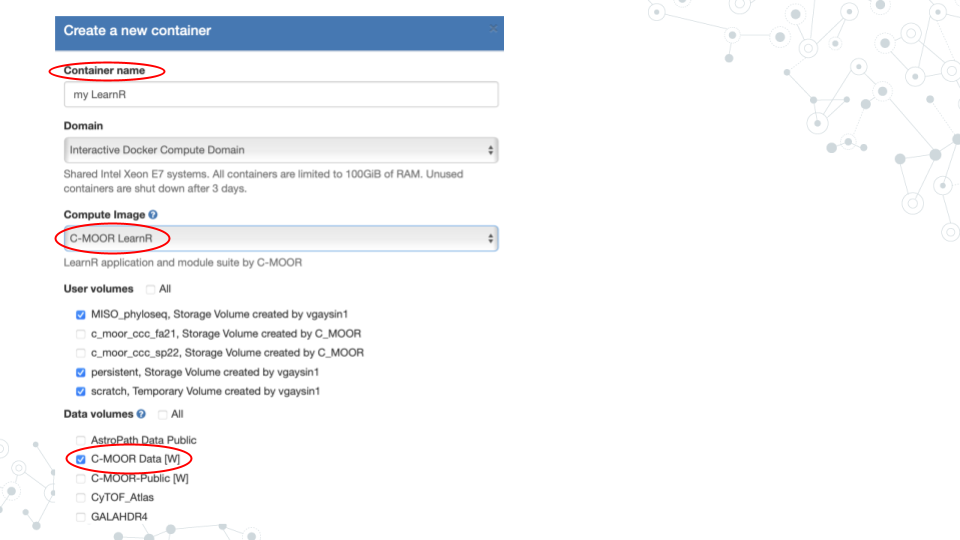 Create a new container
Container name
my LearnR
Domain
Interactive Docker Compute Domain
Shared Intel Xeon E7 systems. All containers are limited to 100GiB of RAM. Unused
containers are shut down after 3 days.
Compute Image
C-MOOR LearnR
LearnR application and module suite by C-MOOR
User volumes All
MISO_phyloseq, Storage Volume created by vgaysin1
c_moor_ccc_fa21, Storage Volume created by C_MOOR
c_moor_ccc_sp22, Storage Volume created by C_MOOR
persistent, Storage Volume created by vgaysin1
scratch, Temporary Volume created by vgaysin1
Data volumes All
AstroPath Data Public
C-MOOR Data [W]
C-MOOR-Public [W]
CyTOF_Atlas
GALAHDR4